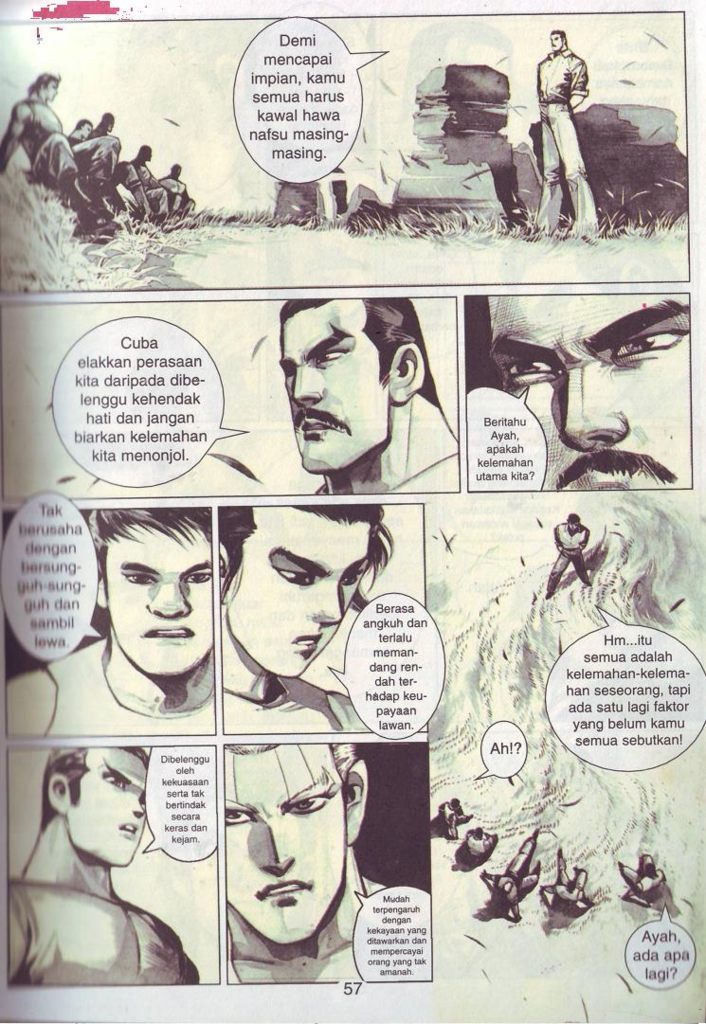 Demi
mencapai
impian, kamu
semua harus
kawal hawa
nafsu masing-
masing.
Cuba
elakkan perasaan
kita daripada dibe-
lenggu kehendak
hati dan jangan
biarkan kelemahan
kita menonjol.
Beritahu
Ayah,
apakah
kelemahan
utama kita?
Tak
berusaha
dengan
bersung-
guh-sung-
guh dan
sambil
lewa.
Berasa
angkuh dan
terlalu
meman-
dang ren-
dah ter-
hadap keu-
payaan
lawan.
Hm...itu
semua adalah
kelemahan-kelema-
han seseorang, tapi
ada satu lagi faktor
yang belum kamu
semua sebutkan!
Dibelenggu
oleh
kekuasaan
serta tak
bertindak
secara
keras dan
kejam.
Mudah
terpengaruh
dengan
kekayaan yang
ditawarkan dan
mempercayai
orang yang tak
amanah.
Ah!?
Ayah,
ada apa
lagi?
57